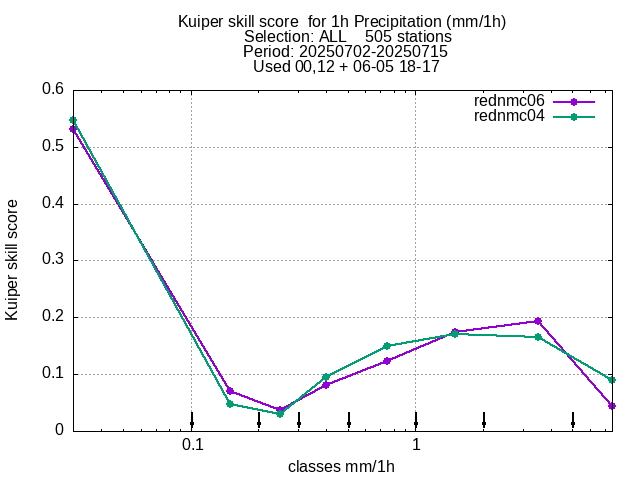 Kuiper skill score  for 1h Precipitation (mm/1h)
Selection: ALL    505 stations
Period: 20250702-20250715
Used 00,12 + 06-05 18-17
rednmc06
rednmc04
0.6
0.5
0.4
0.3
0.2
0.1
0
Kuiper skill score
0.1
1
classes mm/1h